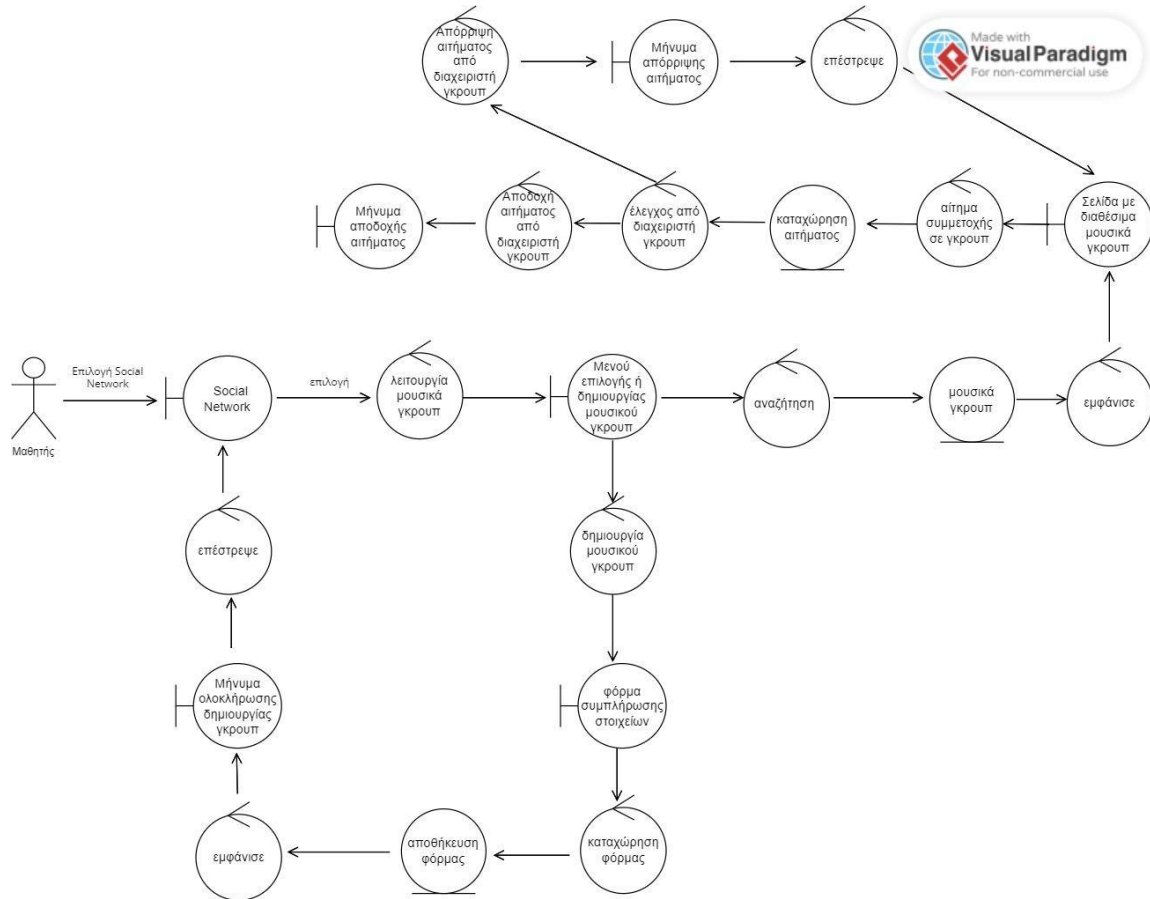 Απόρριψη
αιτήματος
από
διαχειριστή
γκρουπ
Μήνυμα
απόρριψης
αιτήματος
επέστρεψε
Made with
Visual Paradigm
For non-commercial use
Μήνυμα
αποδοχής
αιτήματος
Αποδοχή
αιτήματος
από
διαχειριστή
γκρουπ
έλεγχος από
διαχειριστή
γκρουπ
καταχώρηση
αιτήματος
αίτημα
συμμετοχής
σε γκρουπ
Σελίδα με
διαθέσιμα
μουσικά
γκρουπ
Μαθητής
Επιλογή Social
Network
Social
Network
επιλογή
λειτουργία
μουσικά
γκρουπ
Μενού
επιλογής ή
δημιουργίας
μουσικού
γκρουπ
αναζήτηση
μουσικά
γκρουπ
εμφάνισε
επέστρεψε
δημιουργία
μουσικού
γκρουπ
Μήνυμα
ολοκλήρωσης
δημιουργίας
γκρουπ
φόρμα
συμπλήρωσης
στοιχείων
εμφάνισε
αποθήκευση
φόρμας
καταχώρηση
φόρμας